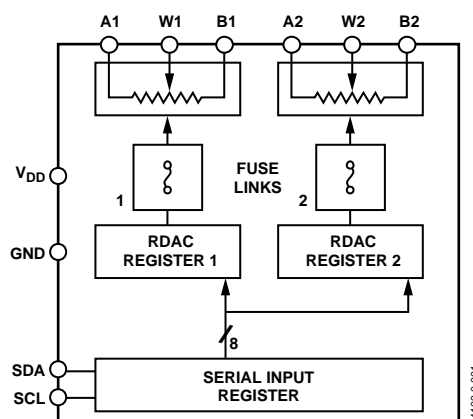 A1 W1 B1 A2 W2 B2
VDD
FUSE
LINKS
1
2
GND
RDAC
REGISTER 1
RDAC
REGISTER 2
8
SDA
SCL
SERIAL INPUT
REGISTER